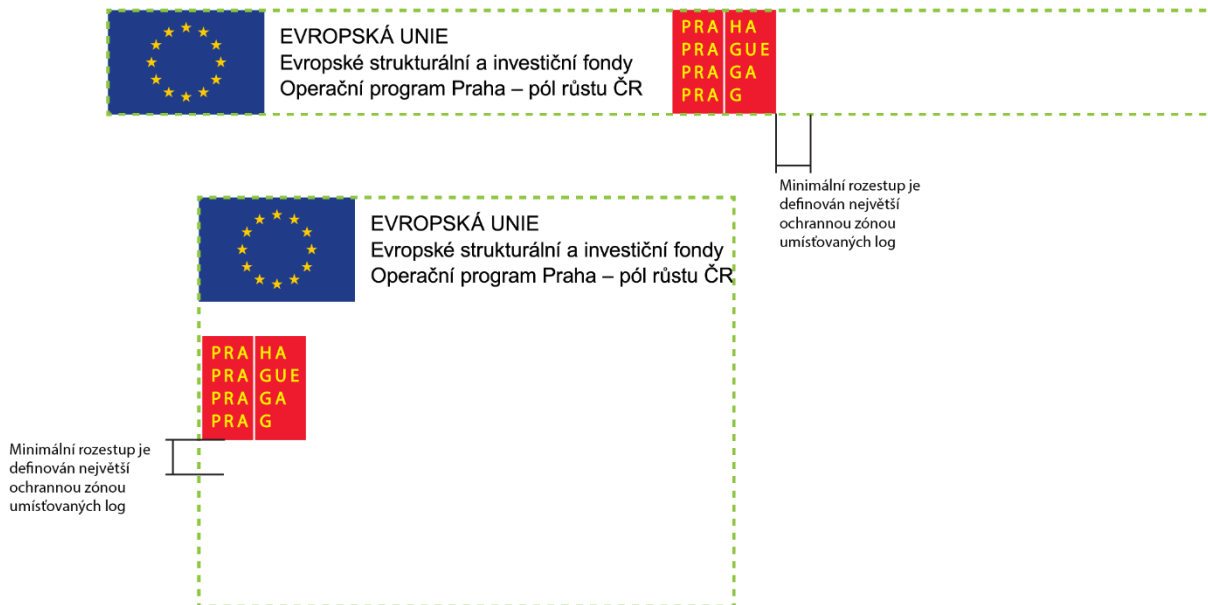 EVROPSKÁ UNIE
Evropské strukturální a investiční fondy
Operační program Praha – pól růstu ČR
PRA HA
PRA GUE
PRA GA
PRA G
Minimální rozestup je
definován největší
ochrannou zónou
umísťovaných log
EVROPSKÁ UNIE
Evropské strukturální a investiční fondy
Operační program Praha – pól růstu ČR
PRA HA
PRA GUE
PRA GA
PRA G
Minimální rozestup je
definován největší
ochrannou zónou
umísťovaných log